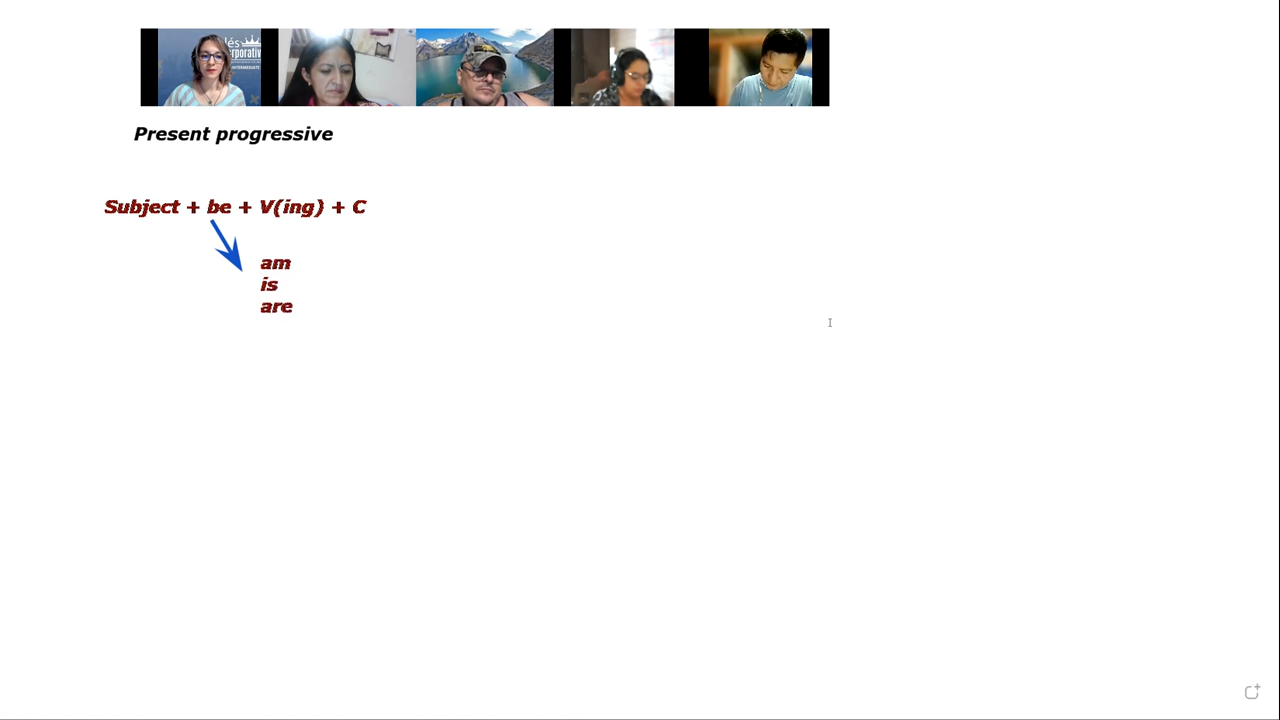 Present progressive
Subject + be + V(ing) + C
am
is
are